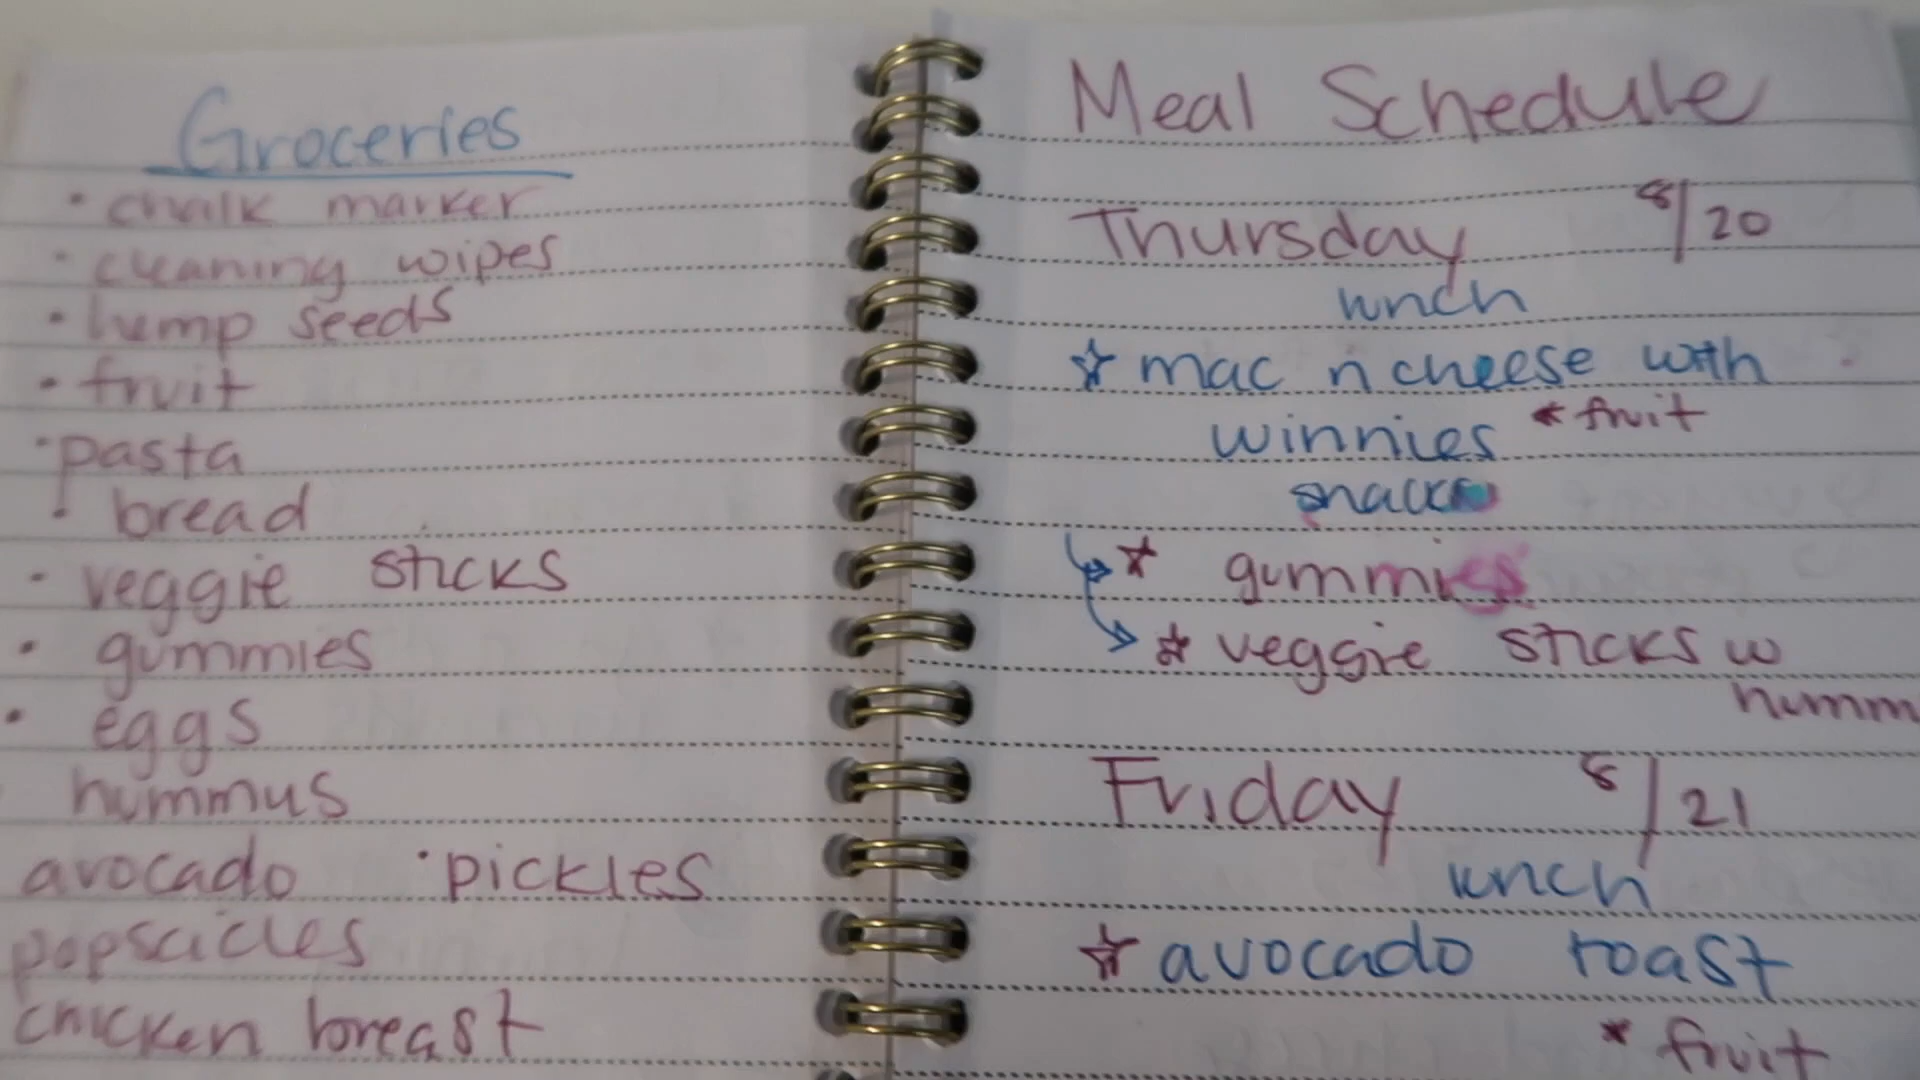 Groceries
• chalk marker
• cleaning wipes
• hemp seeds
• fruit
• pasta
• bread
• veggie sticks
• gummies
• eggs
hummus
avocado • pickles
popscicles
chicken breast
Meal Schedule
Thursday 8/20
lunch
☆ mac n cheese with
winnies * fruit
snacks
☆ gummies
☆ veggie sticks w
humm
Friday 8/21
lunch
☆ avocado toast
* fruit